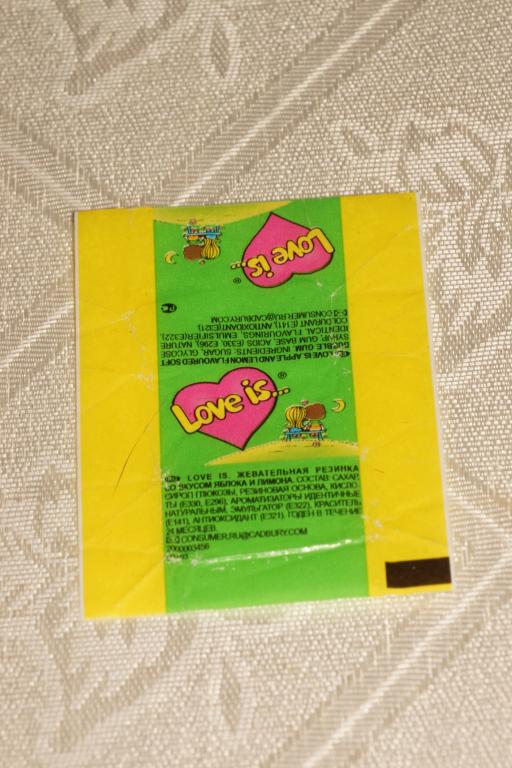 Love is...
®
CONSUMER.RU@CADBURY.COM
COLOURANT (E141), ANTIOXIDANT(E321).
IDENTICAL FLAVOURINGS, EMULSIFIER(E322),
SYRUP, GUM BASE, ACIDS (E330, E296), NATURE
BUBBLE GUM. INGREDIENTS: SUGAR, GLUCOSE
LOVE IS. APPLE AND LEMON FLAVOURED SOFT
Love is...
®
LOVE IS. ЖЕВАТЕЛЬНАЯ РЕЗИНКА
СО ВКУСОМ ЯБЛОКА И ЛИМОНА. СОСТАВ: САХАР,
СИРОП ГЛЮКОЗЫ, РЕЗИНОВАЯ ОСНОВА, КИСЛО-
ТЫ (E330, E296), АРОМАТИЗАТОРЫ ИДЕНТИЧНЫЕ
НАТУРАЛЬНЫМ, ЭМУЛЬГАТОР (E322), КРАСИТЕЛЬ
(E141), АНТИОКСИДАНТ (E321). ГОДЕН В ТЕЧЕНИЕ
24 МЕСЯЦЕВ.
CONSUMER.RU@CADBURY.COM
2000003456